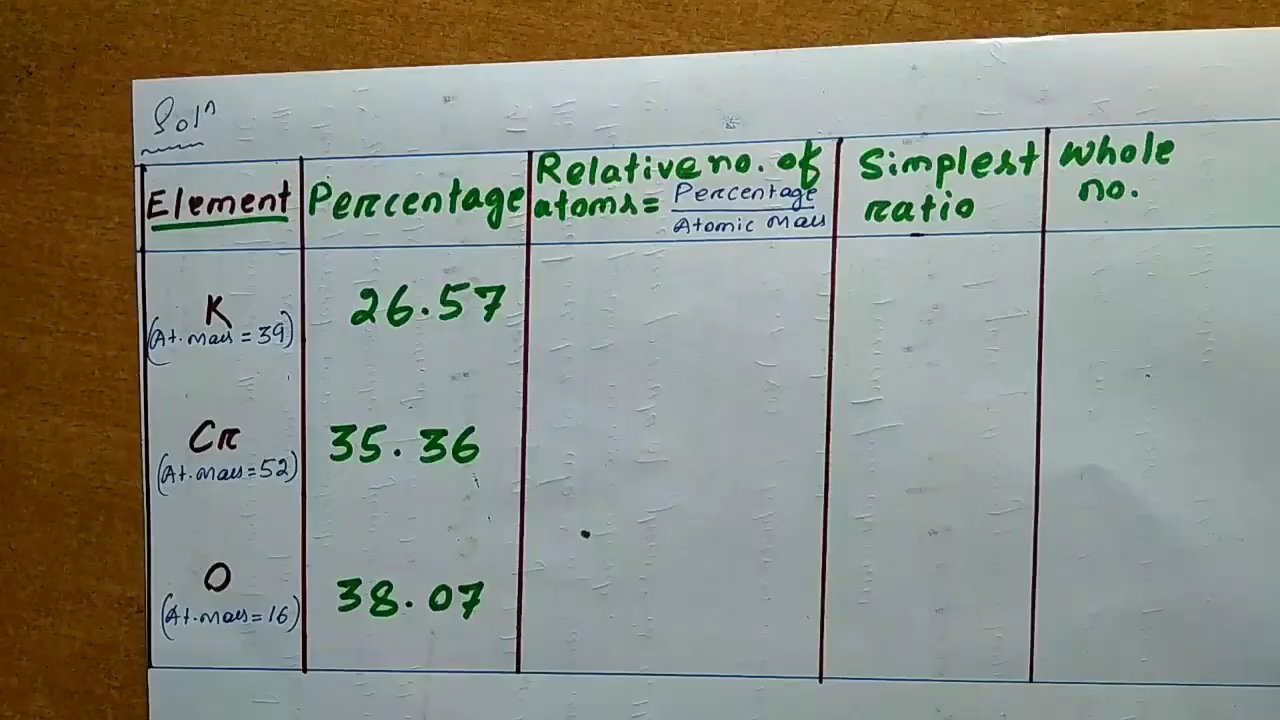 Soln
Element
Percentage
Relative no. of
atoms = Percentage
Atomic Mass
Simplest
ratio
Whole
no.
K
(At. mass = 39)
26.57
Cr
(At. mass = 52)
35.36
O
(At. mass = 16)
38.07